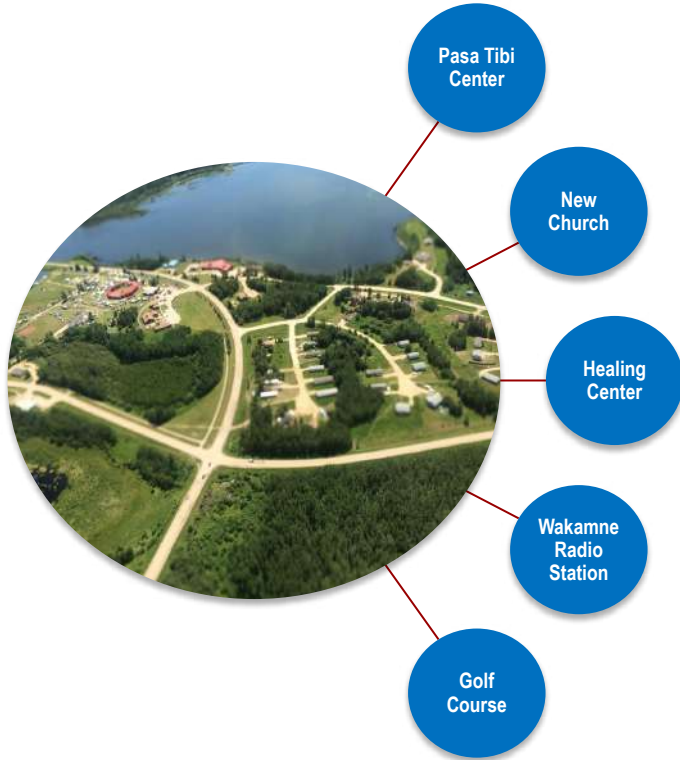 Pasa Tibi
Center
New
Church
Healing
Center
Wakamne
Radio
Station
Golf
Course